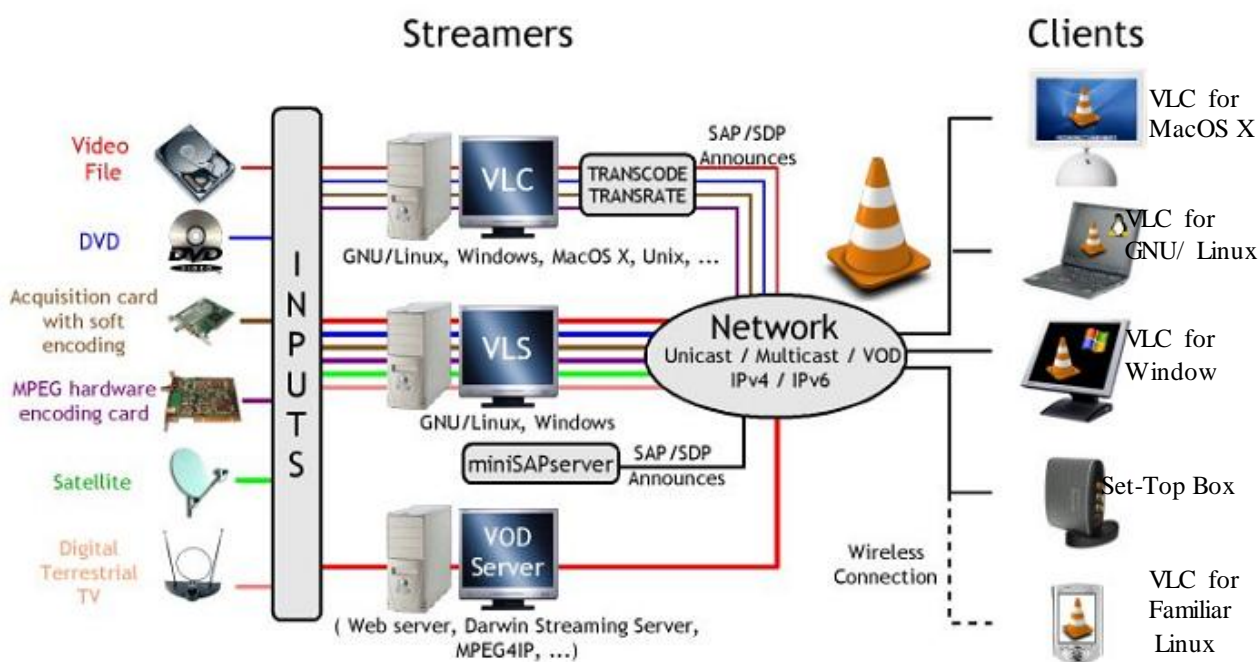 Streamers
Clients
Video
File
DVD
DVD
VIDEO
Acquisition card
with soft
encoding
MPEG hardware
encoding card
Satellite
Digital
Terrestrial
TV
INPUTS
VLC
TRANSCODE
TRANSRATE
SAP/SDP
Announces
GNU/Linux, Windows, MacOS X, Unix, ...
VLS
GNU/Linux, Windows
Network
Unicast / Multicast / VOD
IPv4 / IPv6
miniSAPserver
SAP/SDP
Announces
VOD
Server
( Web server, Darwin Streaming Server,
MPEG4IP, ...)
Wireless
Connection
VLC for
MacOS X
VLC for
GNU/ Linux
VLC for
Window
Set-Top Box
VLC for
Familiar
Linux